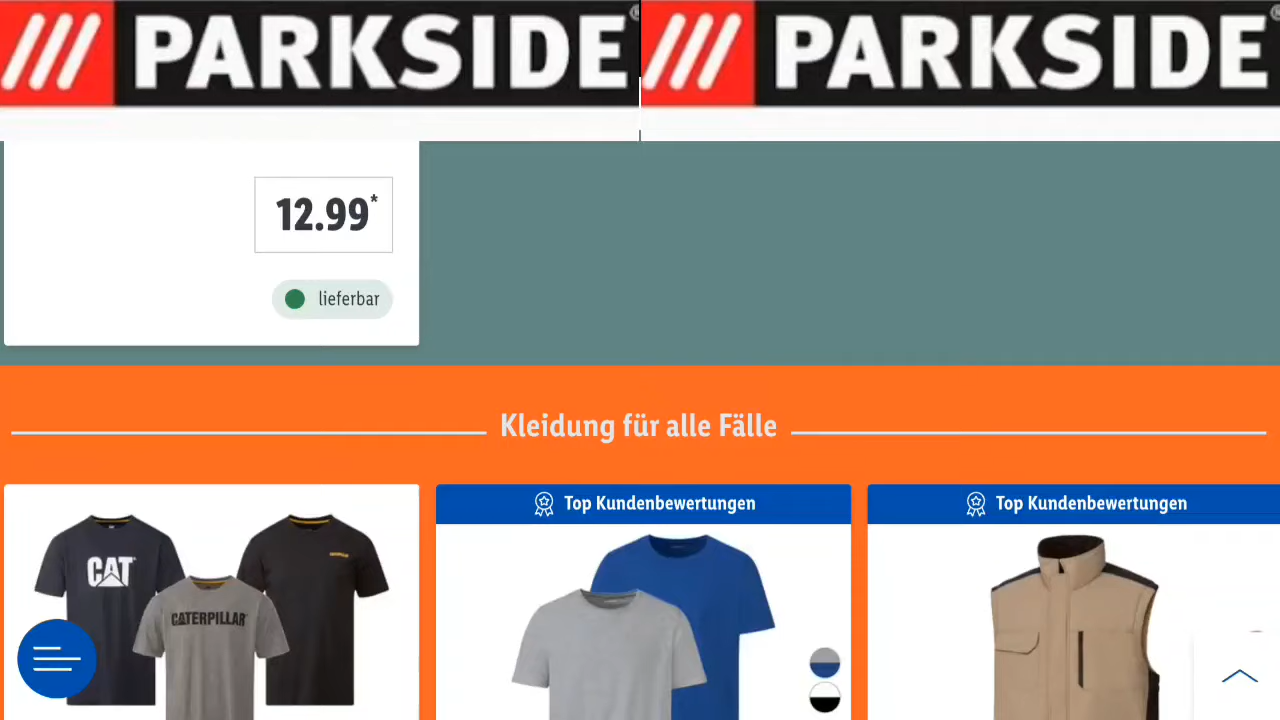 /// PARKSIDE
/// PARKSIDE
12.99*
lieferbar
Kleidung für alle Fälle
Top Kundenbewertungen
Top Kundenbewertungen
CAT
CATERPILLAR